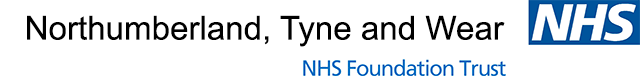 Northumberland, Tyne and Wear NHS
NHS Foundation Trust